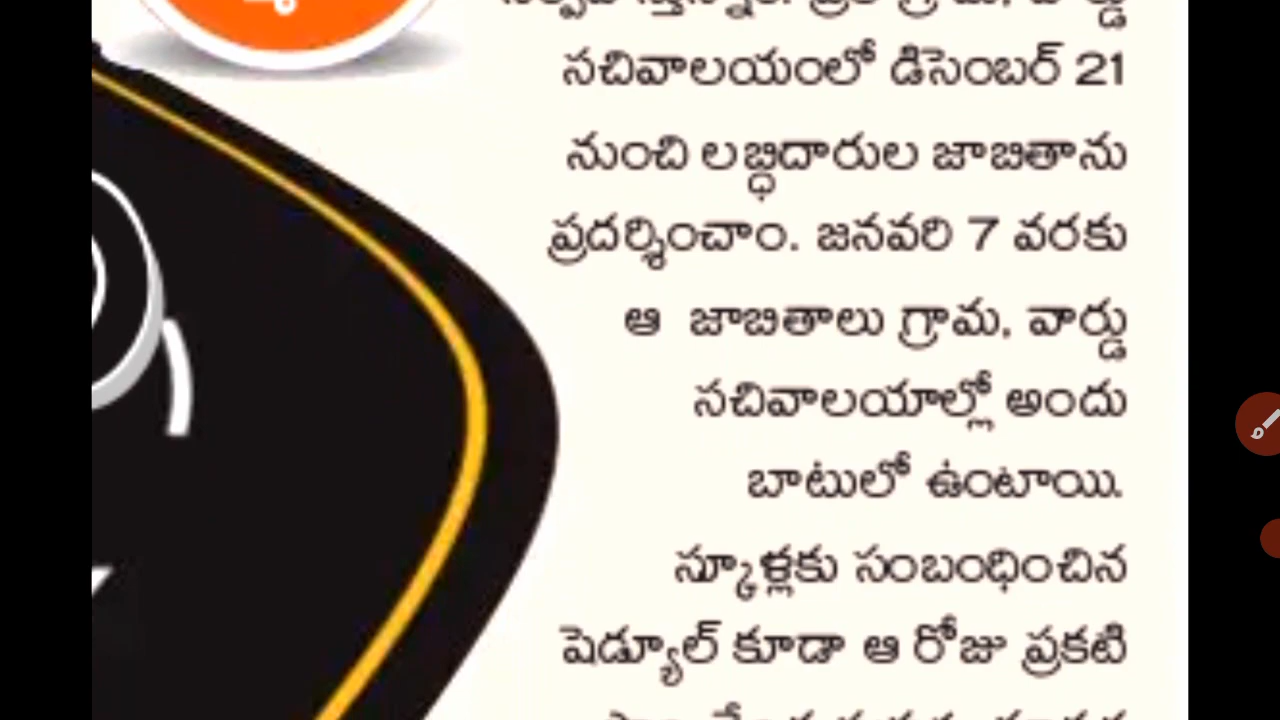 సచివాలయంలో డిసెంబర్ 21
నుంచి లబ్ధిదారుల జాబితాను
ప్రదర్శించాం. జనవరి 7 వరకు
ఆ జాబితాలు గ్రామ, వార్డు
సచివాలయాల్లో అందు
బాటులో ఉంటాయి.
స్కూళ్లకు సంబంధించిన
షెడ్యూల్ కూడా ఆ రోజు ప్రకటి